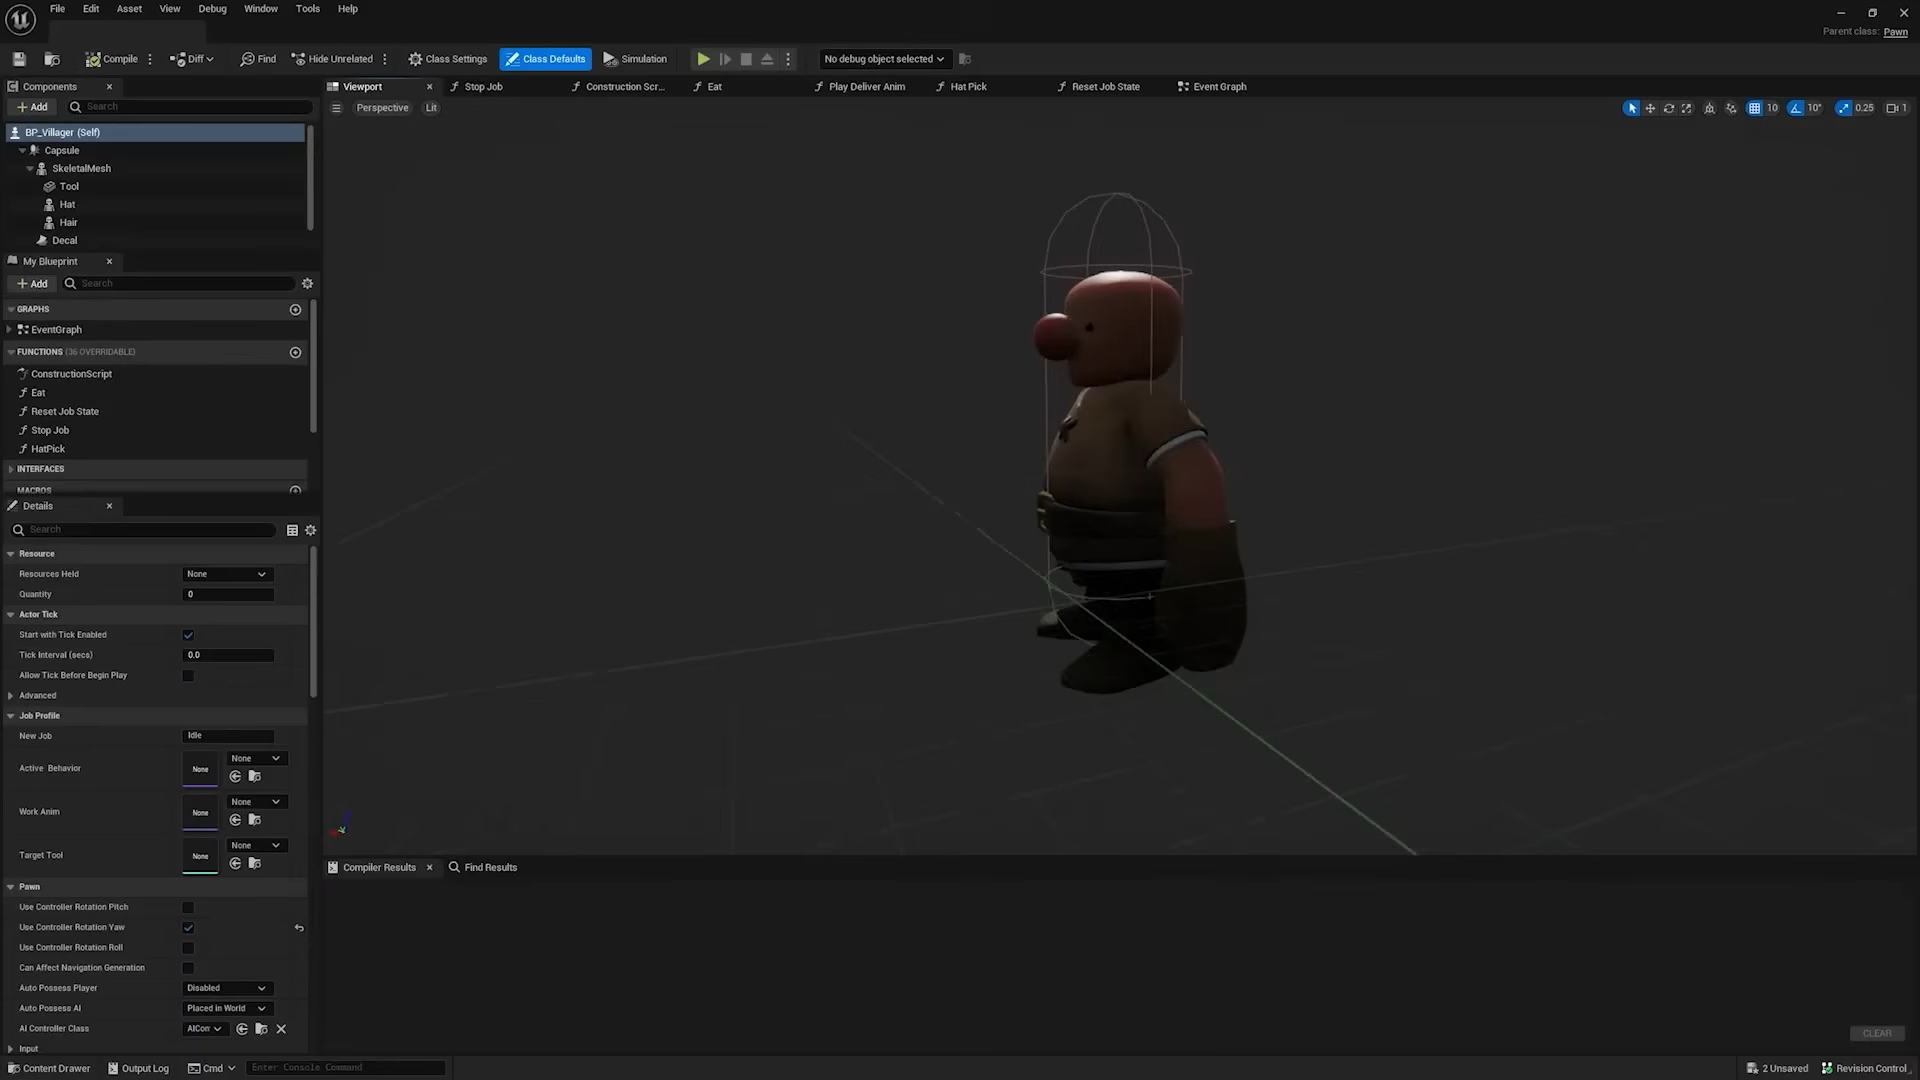 File Edit Asset View Debug Window Tools Help
Parent class: Pawn
Compile Diff Find Hide Unrelated Class Settings Class Defaults Simulation No debug object selected
Components
Add Search
BP_Villager (Self)
Capsule
SkeletalMesh
Tool
Hat
Hair
Decal
My Blueprint
Add Search
GRAPHS
EventGraph
FUNCTIONS (36 OVERRIDABLE)
ConstructionScript
Eat
Reset Job State
Stop Job
HatPick
INTERFACES
MACROS
Details
Search
Resource
Resources Held None
Quantity 0
Actor Tick
Start with Tick Enabled
Tick Interval (secs) 0.0
Allow Tick Before Begin Play
Advanced
Job Profile
New Job Idle
Active Behavior None None
Work Anim None None
Target Tool None None
Pawn
Use Controller Rotation Pitch
Use Controller Rotation Yaw
Use Controller Rotation Roll
Can Affect Navigation Generation
Auto Possess Player Disabled
Auto Possess AI Placed in World
AI Controller Class AICon
Input
Viewport Stop Job Construction Scr... Eat Play Deliver Anim Hat Pick Reset Job State Event Graph
Perspective Lit 10 10° 0.25 1
Compiler Results Find Results
CLEAR
Content Drawer Output Log Cmd Enter Console Command 2 Unsaved Revision Control